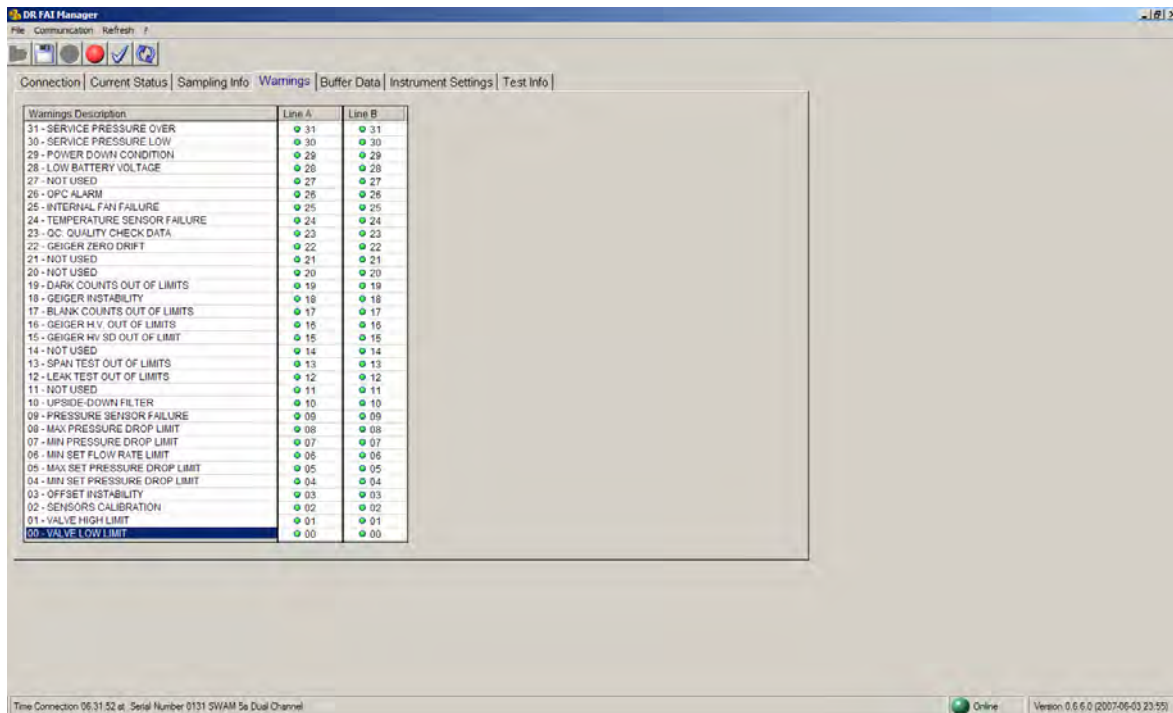 DR FAI Manager
File Communication Refresh ?
Connection Current Status Sampling Info Warnings Buffer Data Instrument Settings Test Info
Warnings Description Line A Line B
31 - SERVICE PRESSURE OVER 31 31
30 - SERVICE PRESSURE LOW 30 30
29 - POWER DOWN CONDITION 29 29
28 - LOW BATTERY VOLTAGE 28 28
27 - NOT USED 27 27
26 - OPC ALARM 26 26
25 - INTERNAL FAN FAILURE 25 25
24 - TEMPERATURE SENSOR FAILURE 24 24
23 - QC: QUALITY CHECK DATA 23 23
22 - GEIGER ZERO DRIFT 22 22
21 - NOT USED 21 21
20 - NOT USED 20 20
19 - DARK COUNTS OUT OF LIMITS 19 19
18 - GEIGER INSTABILITY 18 18
17 - BLANK COUNTS OUT OF LIMITS 17 17
16 - GEIGER H.V. OUT OF LIMITS 16 16
15 - GEIGER HV SD OUT OF LIMIT 15 15
14 - NOT USED 14 14
13 - SPAN TEST OUT OF LIMITS 13 13
12 - LEAK TEST OUT OF LIMITS 12 12
11 - NOT USED 11 11
10 - UPSIDE-DOWN FILTER 10 10
09 - PRESSURE SENSOR FAILURE 09 09
08 - MAX PRESSURE DROP LIMIT 08 08
07 - MIN PRESSURE DROP LIMIT 07 07
06 - MIN SET FLOW RATE LIMIT 06 06
05 - MAX SET PRESSURE DROP LIMIT 05 05
04 - MIN SET PRESSURE DROP LIMIT 04 04
03 - OFFSET INSTABILITY 03 03
02 - SENSORS CALIBRATION 02 02
01 - VALVE HIGH LIMIT 01 01
00 - VALVE LOW LIMIT 00 00
Time Connection 06.31.52 at Serial Number 0131 SWAM 5a Dual Channel Online Version 0.6.6.0 (2007-06-03 23:55)